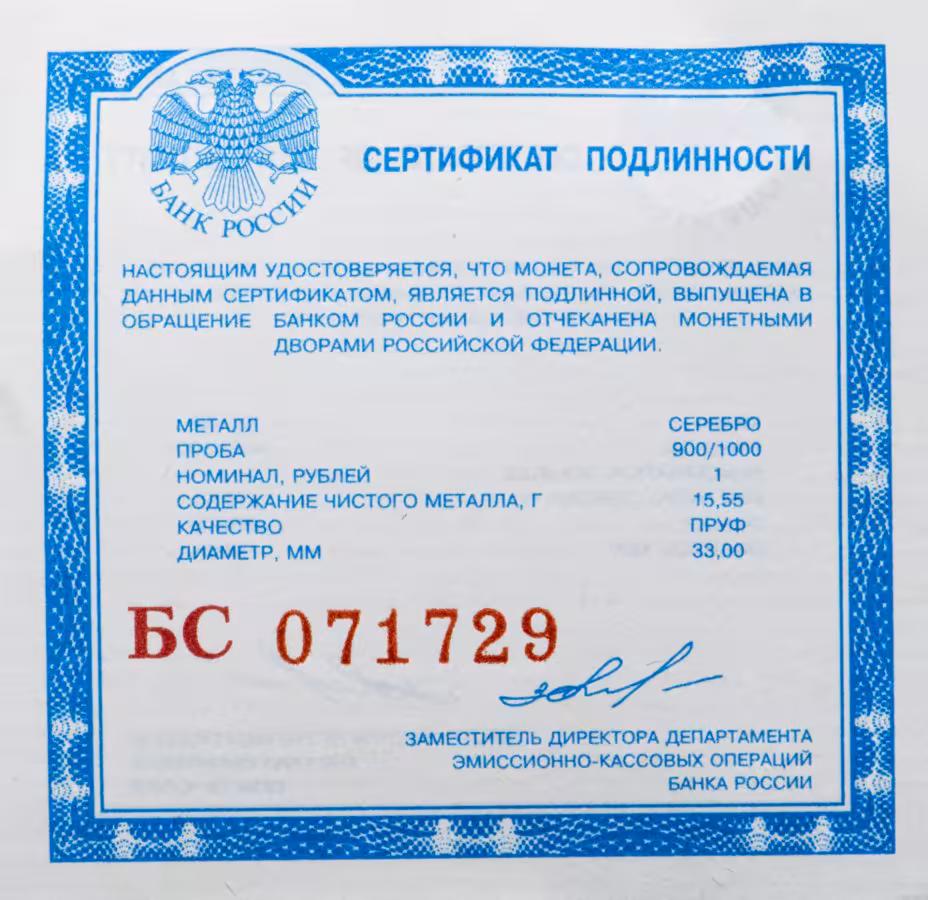 БАНК РОССИИ
СЕРТИФИКАТ ПОДЛИННОСТИ
НАСТОЯЩИМ УДОСТОВЕРЯЕТСЯ, ЧТО МОНЕТА, СОПРОВОЖДАЕМАЯ
ДАННЫМ СЕРТИФИКАТОМ, ЯВЛЯЕТСЯ ПОДЛИННОЙ, ВЫПУЩЕНА В
ОБРАЩЕНИЕ БАНКОМ РОССИИ И ОТЧЕКАНЕНА МОНЕТНЫМИ
ДВОРАМИ РОССИЙСКОЙ ФЕДЕРАЦИИ.
МЕТАЛЛ СЕРЕБРО
ПРОБА 900/1000
НОМИНАЛ, РУБЛЕЙ 1
СОДЕРЖАНИЕ ЧИСТОГО МЕТАЛЛА, Г 15,55
КАЧЕСТВО ПРУФ
ДИАМЕТР, ММ 33,00
БС 071729
ЗАМЕСТИТЕЛЬ ДИРЕКТОРА ДЕПАРТАМЕНТА
ЭМИССИОННО-КАССОВЫХ ОПЕРАЦИЙ
БАНКА РОССИИ